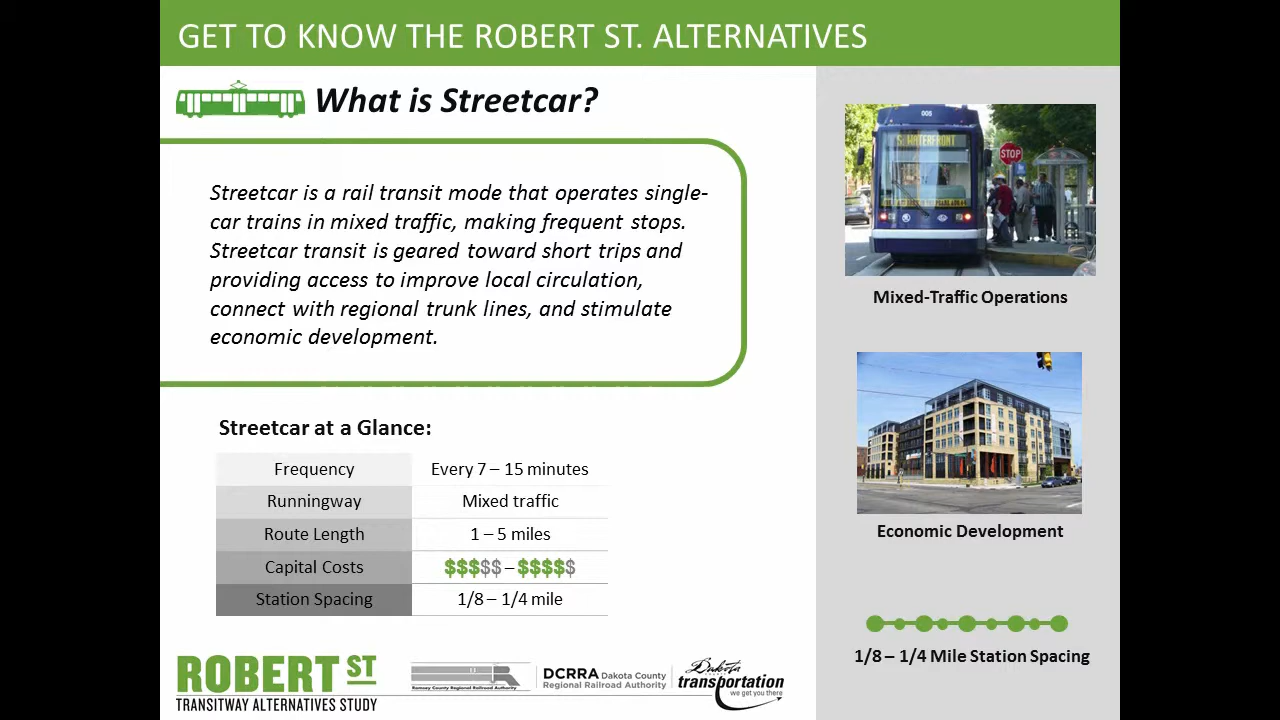 GET TO KNOW THE ROBERT ST. ALTERNATIVES
What is Streetcar?
Streetcar is a rail transit mode that operates single-
car trains in mixed traffic, making frequent stops.
Streetcar transit is geared toward short trips and
providing access to improve local circulation,
connect with regional trunk lines, and stimulate
economic development.
Streetcar at a Glance:
Frequency Every 7 – 15 minutes
Runningway Mixed traffic
Route Length 1 – 5 miles
Capital Costs $$$$$ – $$$$$
Station Spacing 1/8 – 1/4 mile
005
S. WATERFRONT
STOP
Mixed-Traffic Operations
Economic Development
1/8 – 1/4 Mile Station Spacing
ROBERT ST
TRANSITWAY ALTERNATIVES STUDY
Ramsey County Regional Railroad Authority
DCRRA Dakota County
Regional Railroad Authority
Dakota
transportation
we get you there